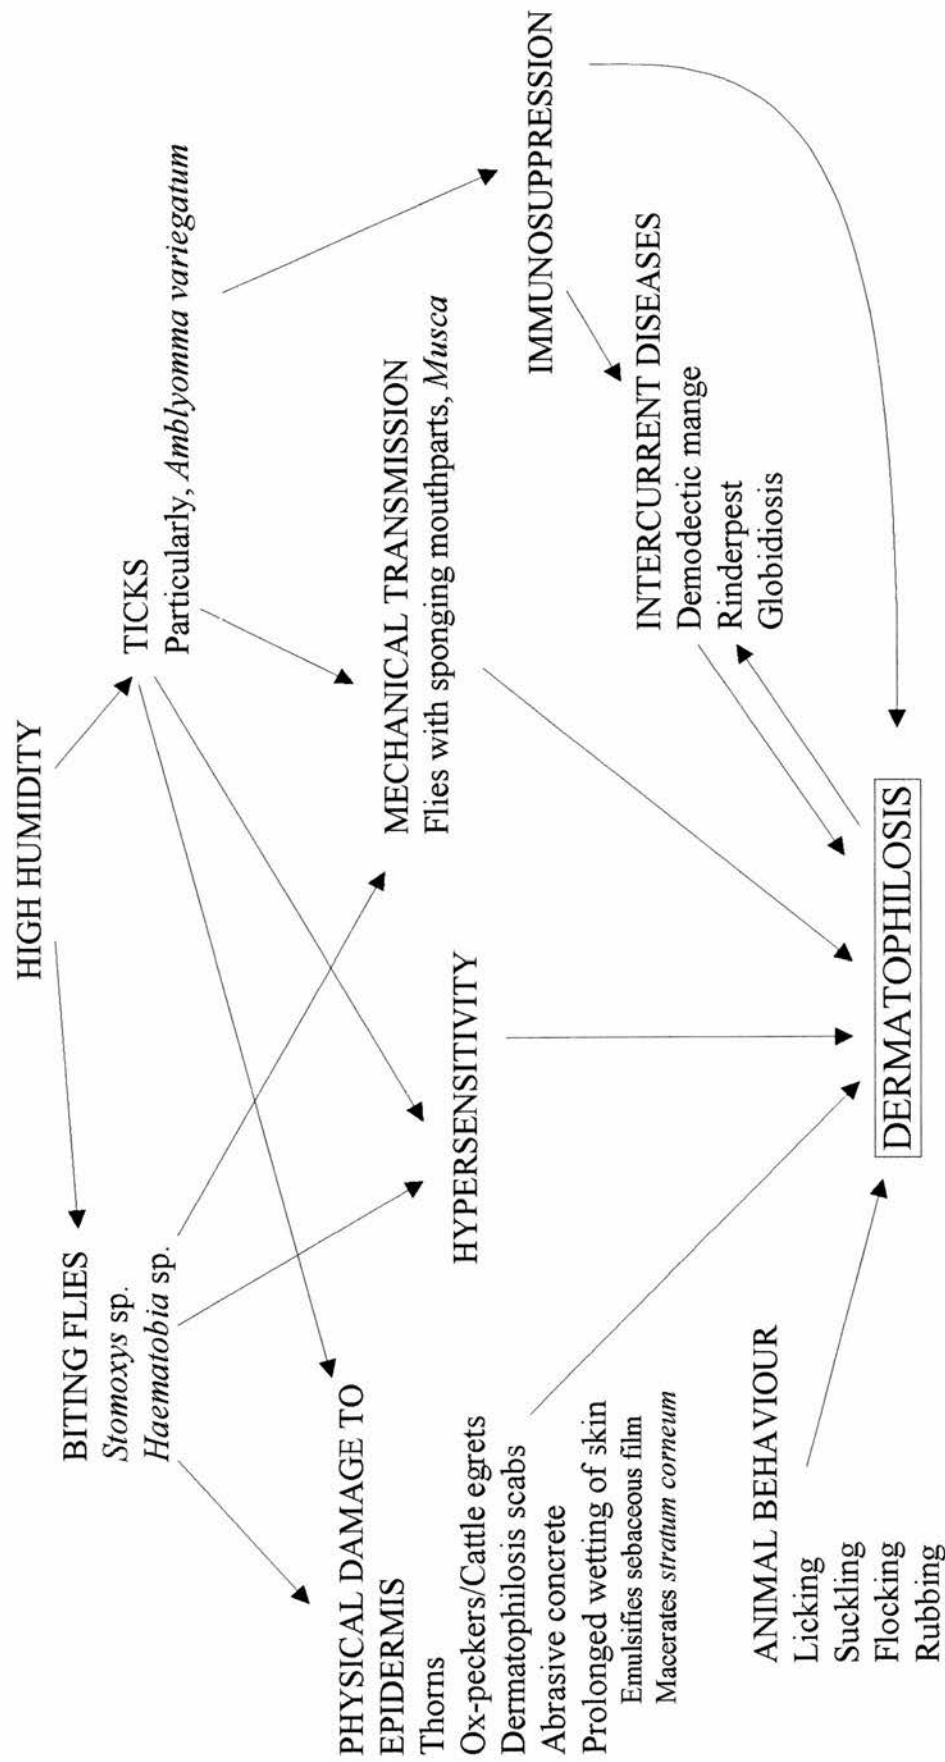 HIGH HUMIDITY
BITING FLIES
Stomoxys sp.
Haematobia sp.
TICKS
Particularly, Amblyomma variegatum
PHYSICAL DAMAGE TO
EPIDERMIS
Thorns
Ox-peckers/Cattle egrets
Dermatophilosis scabs
Abrasive concrete
Prolonged wetting of skin
Emulsifies sebaceous film
Macerates stratum corneum
HYPERSENSITIVITY
MECHANICAL TRANSMISSION
Flies with sponging mouthparts, Musca
IMMUNOSUPPRESSION
INTERCURRENT DISEASES
Demodectic mange
Rinderpest
Globidiosis
ANIMAL BEHAVIOUR
Licking
Suckling
Flocking
Rubbing
DERMATOPHILOSIS